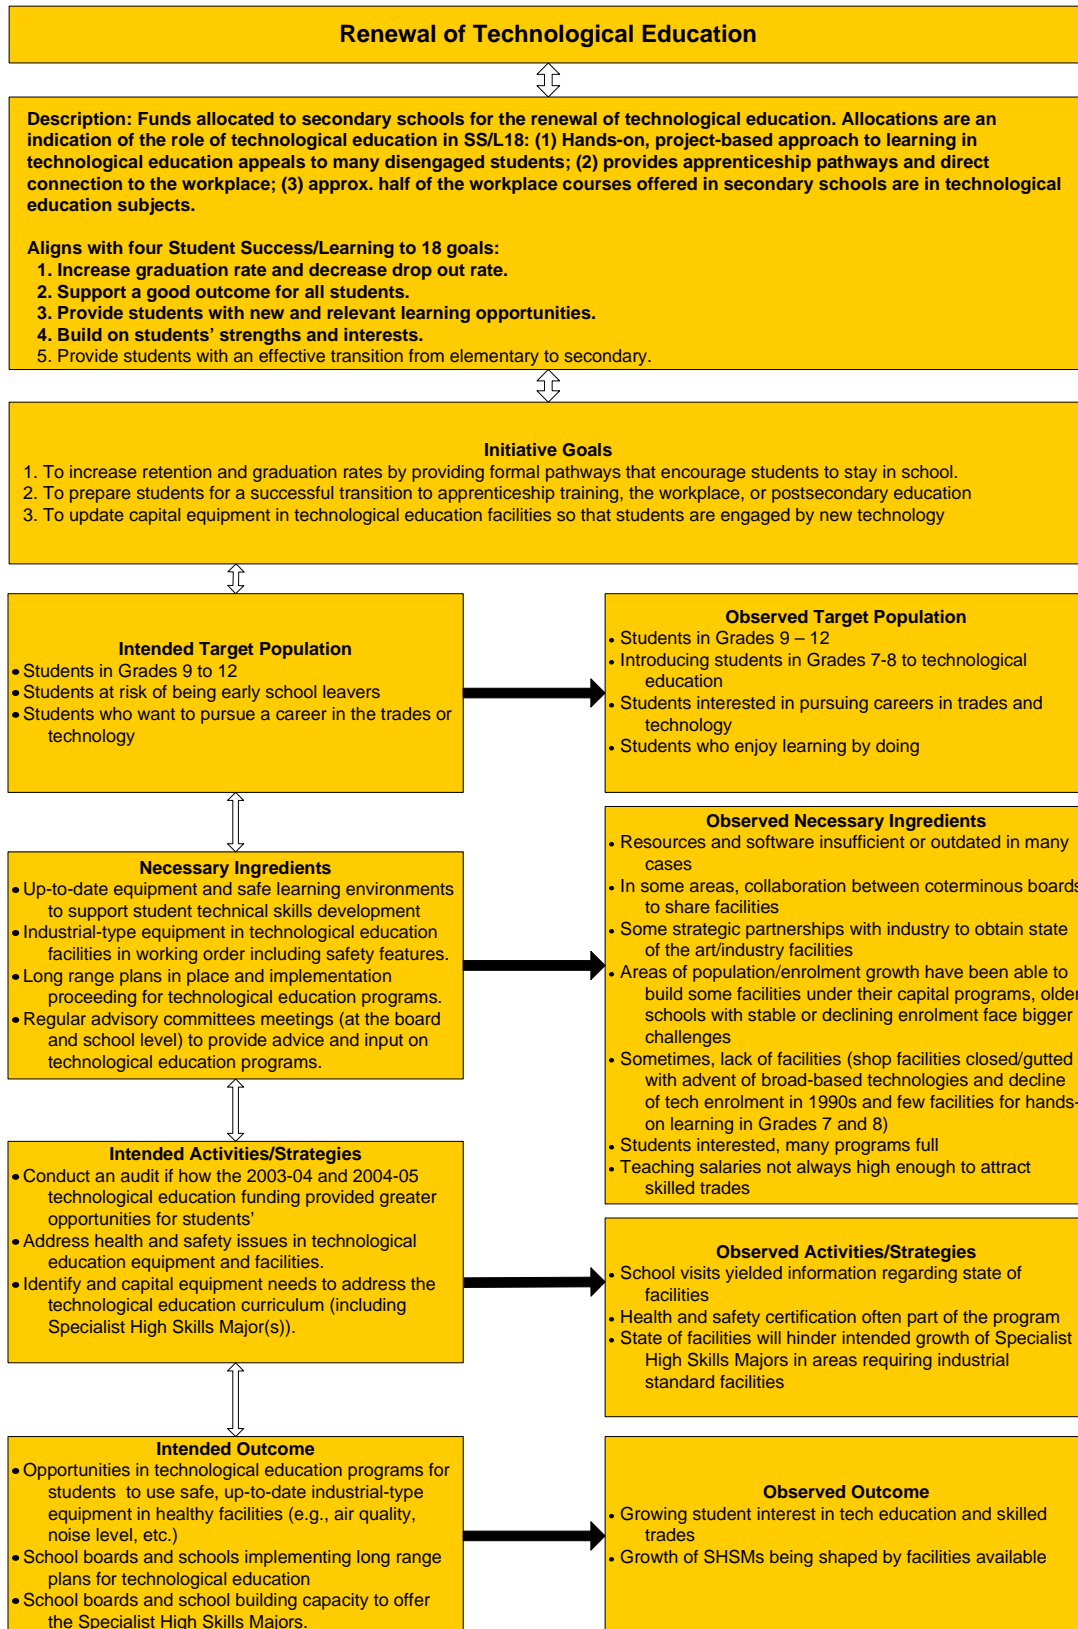 Renewal of Technological Education
Description: Funds allocated to secondary schools for the renewal of technological education. Allocations are an
indication of the role of technological education in SS/L18: (1) Hands-on, project-based approach to learning in
technological education appeals to many disengaged students; (2) provides apprenticeship pathways and direct
connection to the workplace; (3) approx. half of the workplace courses offered in secondary schools are in technological
education subjects.
Aligns with four Student Success/Learning to 18 goals:
1. Increase graduation rate and decrease drop out rate.
2. Support a good outcome for all students.
3. Provide students with new and relevant learning opportunities.
4. Build on students’ strengths and interests.
5. Provide students with an effective transition from elementary to secondary.
Initiative Goals
1. To increase retention and graduation rates by providing formal pathways that encourage students to stay in school.
2. To prepare students for a successful transition to apprenticeship training, the workplace, or postsecondary education
3. To update capital equipment in technological education facilities so that students are engaged by new technology
Intended Target Population
• Students in Grades 9 to 12
• Students at risk of being early school leavers
• Students who want to pursue a career in the trades or
technology
Observed Target Population
• Students in Grades 9 – 12
• Introducing students in Grades 7-8 to technological
education
• Students interested in pursuing careers in trades and
technology
• Students who enjoy learning by doing
Necessary Ingredients
• Up-to-date equipment and safe learning environments
to support student technical skills development
• Industrial-type equipment in technological education
facilities in working order including safety features.
• Long range plans in place and implementation
proceeding for technological education programs.
• Regular advisory committees meetings (at the board
and school level) to provide advice and input on
technological education programs.
Observed Necessary Ingredients
• Resources and software insufficient or outdated in many
cases
• In some areas, collaboration between coterminous boards
to share facilities
• Some strategic partnerships with industry to obtain state
of the art/industry facilities
• Areas of population/enrolment growth have been able to
build some facilities under their capital programs, older
schools with stable or declining enrolment face bigger
challenges
• Sometimes, lack of facilities (shop facilities closed/gutted
with advent of broad-based technologies and decline
of tech enrolment in 1990s and few facilities for hands-
on learning in Grades 7 and 8)
• Students interested, many programs full
• Teaching salaries not always high enough to attract
skilled trades
Intended Activities/Strategies
• Conduct an audit if how the 2003-04 and 2004-05
technological education funding provided greater
opportunities for students’
• Address health and safety issues in technological
education equipment and facilities.
• Identify and capital equipment needs to address the
technological education curriculum (including
Specialist High Skills Major(s)).
Observed Activities/Strategies
• School visits yielded information regarding state of
facilities
• Health and safety certification often part of the program
• State of facilities will hinder intended growth of Specialist
High Skills Majors in areas requiring industrial
standard facilities
Intended Outcome
• Opportunities in technological education programs for
students to use safe, up-to-date industrial-type
equipment in healthy facilities (e.g., air quality,
noise level, etc.)
• School boards and schools implementing long range
plans for technological education
• School boards and school building capacity to offer
the Specialist High Skills Majors.
Observed Outcome
• Growing student interest in tech education and skilled
trades
• Growth of SHSMs being shaped by facilities available